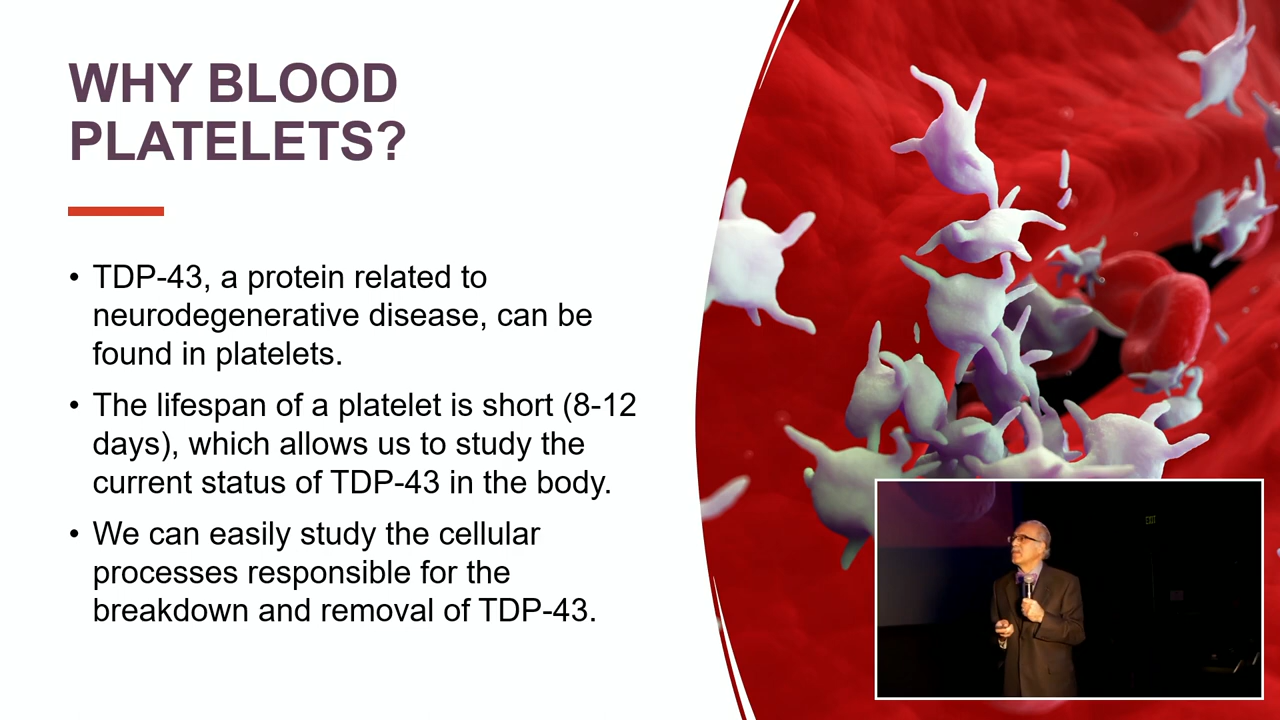 WHY BLOOD
PLATELETS?
• TDP-43, a protein related to
neurodegenerative disease, can be
found in platelets.
• The lifespan of a platelet is short (8-12
days), which allows us to study the
current status of TDP-43 in the body.
• We can easily study the cellular
processes responsible for the
breakdown and removal of TDP-43.
EXIT